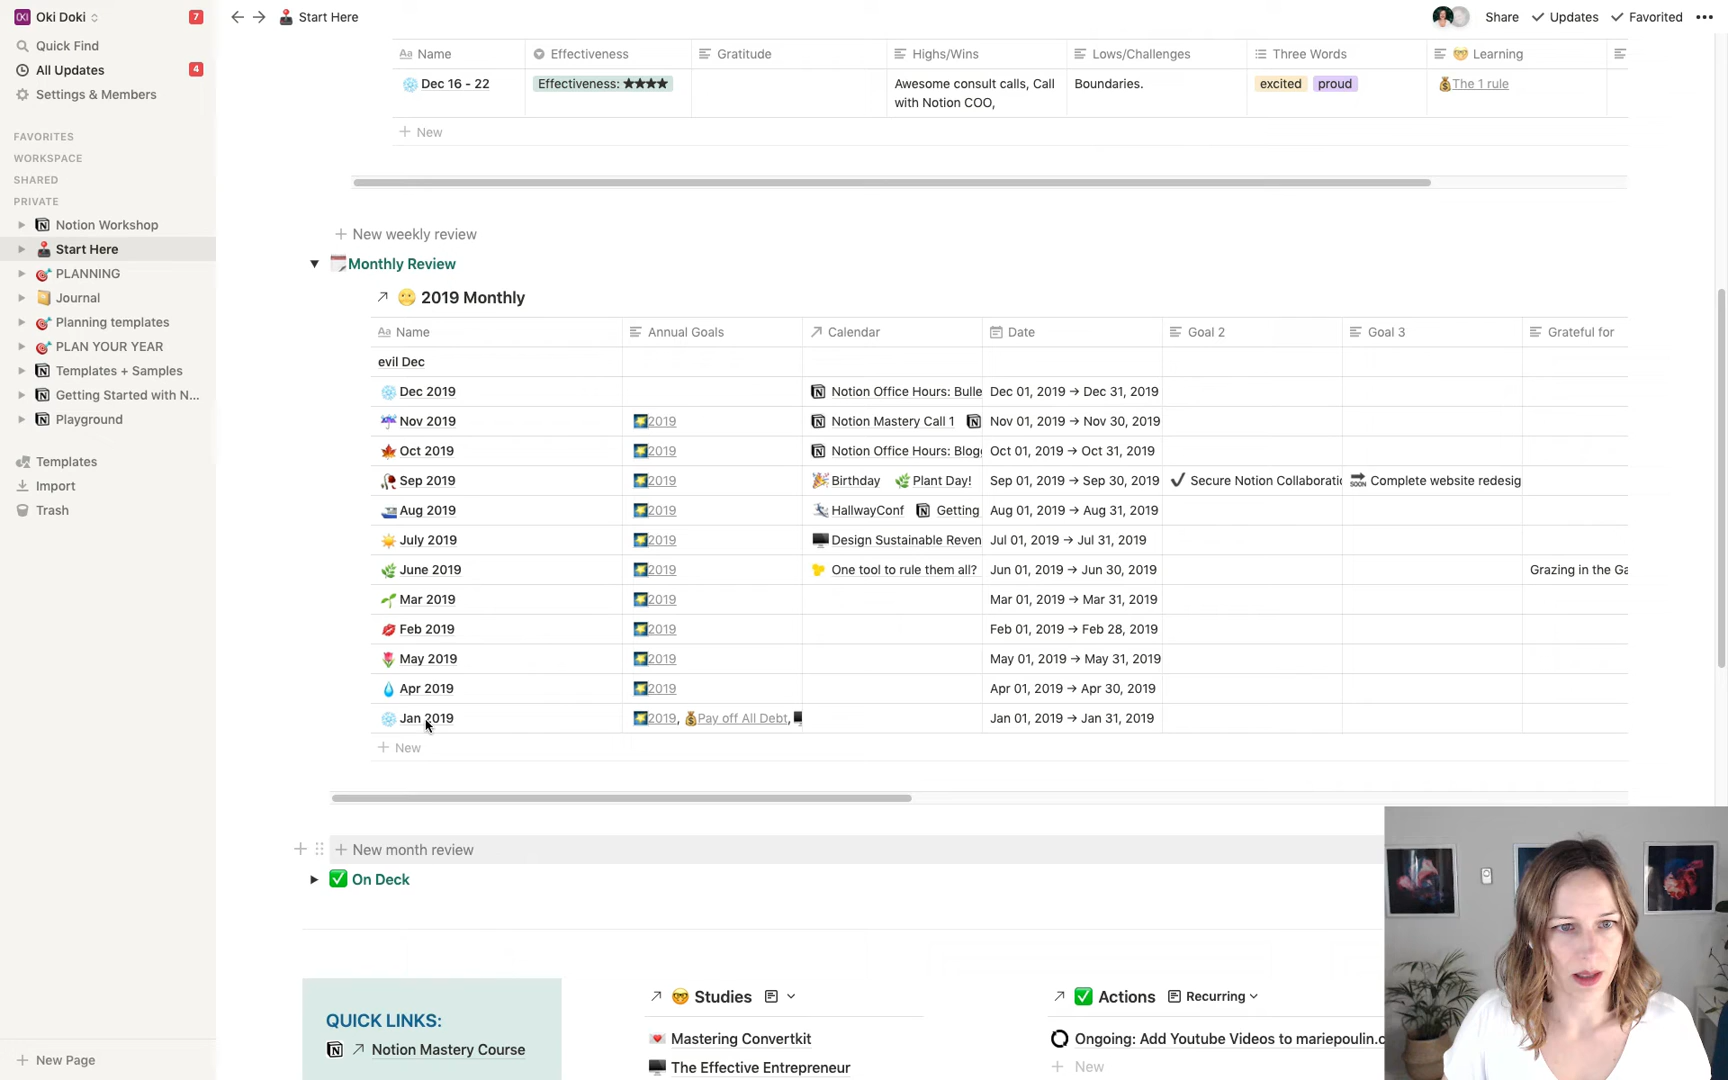 OKI Oki Doki 7
Quick Find
All Updates 4
Settings & Members
FAVORITES
WORKSPACE
SHARED
PRIVATE
Notion Workshop
Start Here
PLANNING
Journal
Planning templates
PLAN YOUR YEAR
Templates + Samples
Getting Started with N...
Playground
Templates
Import
Trash
New Page
Start Here
Share Updates Favorited
Aa Name Effectiveness Gratitude Highs/Wins Lows/Challenges Three Words Learning
Dec 16 - 22 Effectiveness: ★★★★ Awesome consult calls, Call Boundaries. excited proud The 1 rule
with Notion COO,
+ New
+ New weekly review
Monthly Review
2019 Monthly
Aa Name Annual Goals Calendar Date Goal 2 Goal 3 Grateful for
evil Dec
Dec 2019 Notion Office Hours: Bulle Dec 01, 2019 → Dec 31, 2019
Nov 2019 2019 Notion Mastery Call 1 Nov 01, 2019 → Nov 30, 2019
Oct 2019 2019 Notion Office Hours: Blog Oct 01, 2019 → Oct 31, 2019
Sep 2019 2019 Birthday Plant Day! Sep 01, 2019 → Sep 30, 2019 Secure Notion Collaboratic SOON Complete website redesig
Aug 2019 2019 HallwayConf Getting Aug 01, 2019 → Aug 31, 2019
July 2019 2019 Design Sustainable Reven Jul 01, 2019 → Jul 31, 2019
June 2019 2019 One tool to rule them all? Jun 01, 2019 → Jun 30, 2019 Grazing in the Ga
Mar 2019 2019 Mar 01, 2019 → Mar 31, 2019
Feb 2019 2019 Feb 01, 2019 → Feb 28, 2019
May 2019 2019 May 01, 2019 → May 31, 2019
Apr 2019 2019 Apr 01, 2019 → Apr 30, 2019
Jan 2019 2019, Pay off All Debt, Jan 01, 2019 → Jan 31, 2019
+ New
+ New month review
On Deck
QUICK LINKS:
Notion Mastery Course
Studies
Mastering Convertkit
The Effective Entrepreneur
Actions Recurring
Ongoing: Add Youtube Videos to mariepoulin.c
+ New